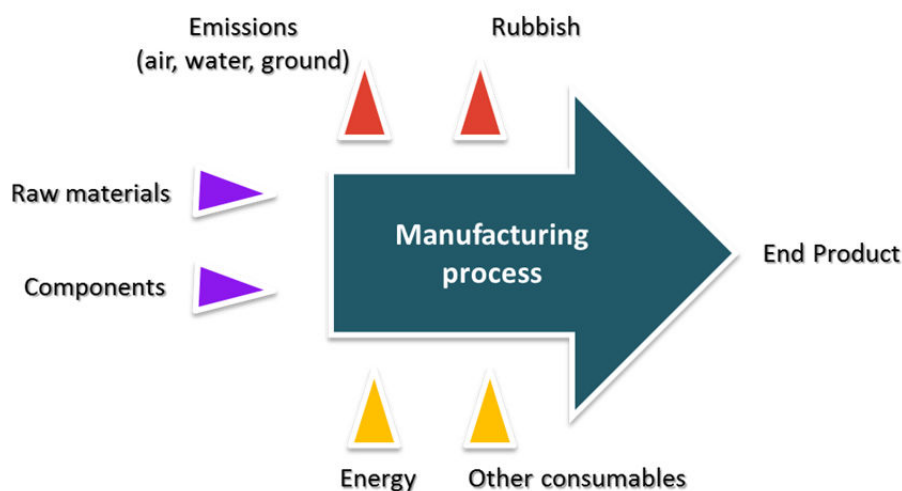 Emissions
(air, water, ground)
Rubbish
Raw materials
Manufacturing
process
End Product
Components
Energy
Other consumables